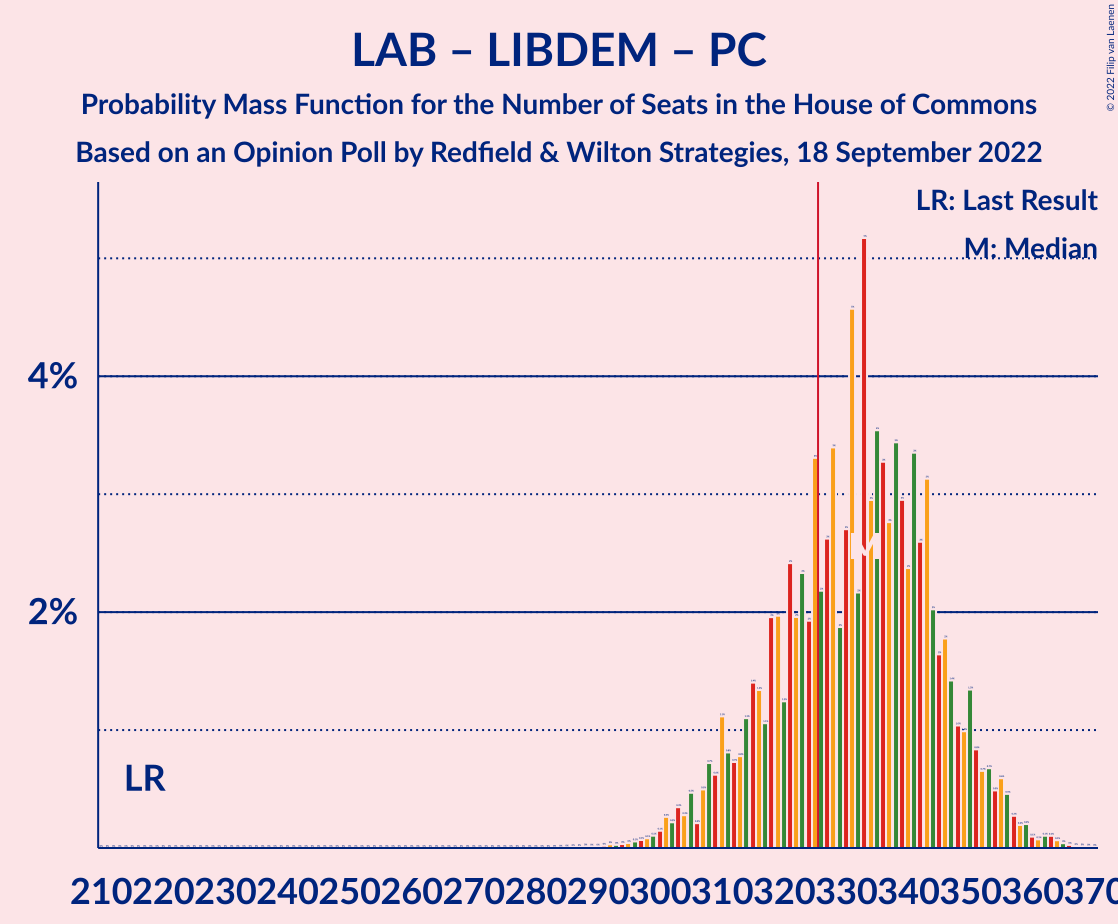 LAB – LIBDEM – PC
Probability Mass Function for the Number of Seats in the House of Commons
Based on an Opinion Poll by Redfield & Wilton Strategies, 18 September 2022
© 2022 Filip van Laenen
LR: Last Result
M: Median
4%
2%
M
LR
210220230240250260270280290300310320330340350360370